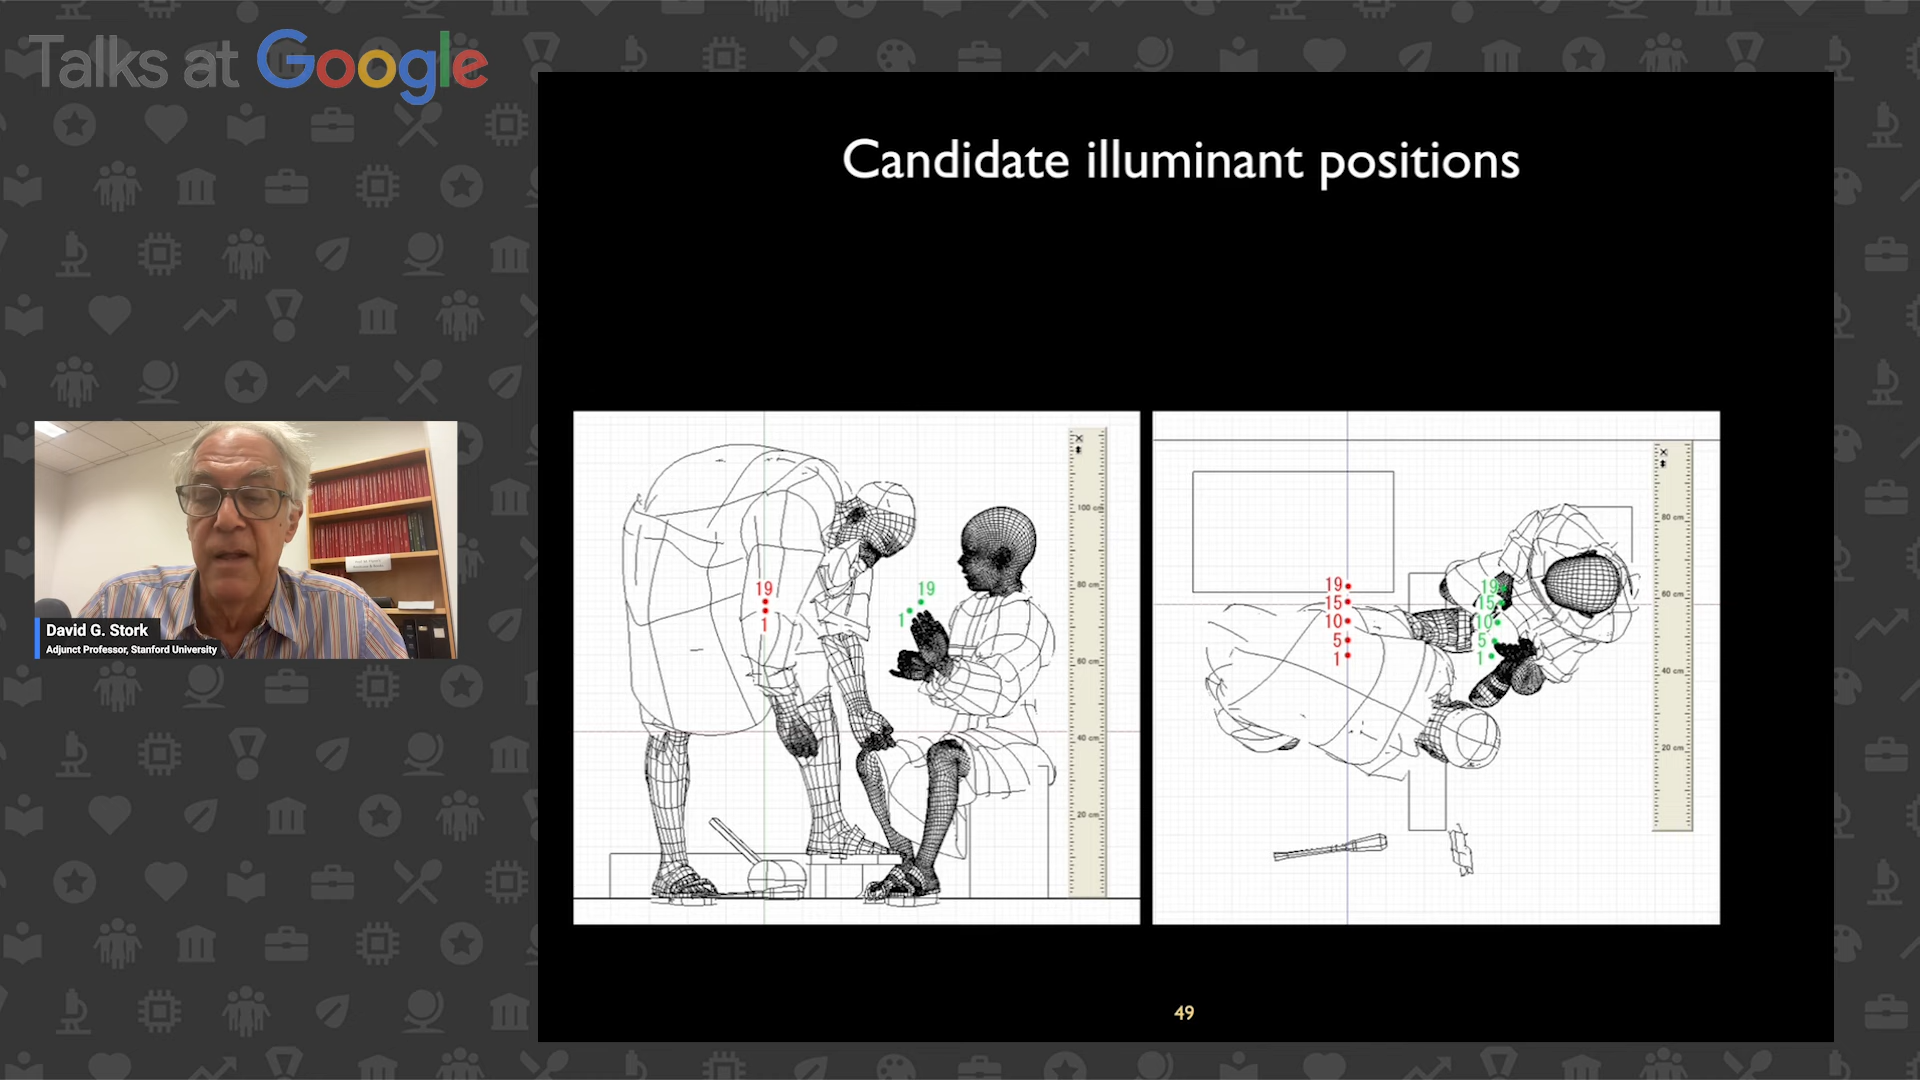 Talks at Google
Candidate illuminant positions
19
1
19
1
100 cm
80 cm
60 cm
40 cm
20 cm
19
15
10
5
1
19
15
10
5
1
80 cm
60 cm
40 cm
20 cm
David G. Stork
Adjunct Professor, Stanford University
49